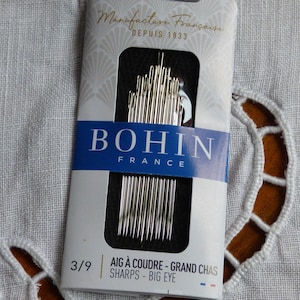 Manufacture Française
DEPUIS 1833
BOHIN
FRANCE
3/9
AIG À COUDRE - GRAND CHAS
SHARPS - BIG EYE